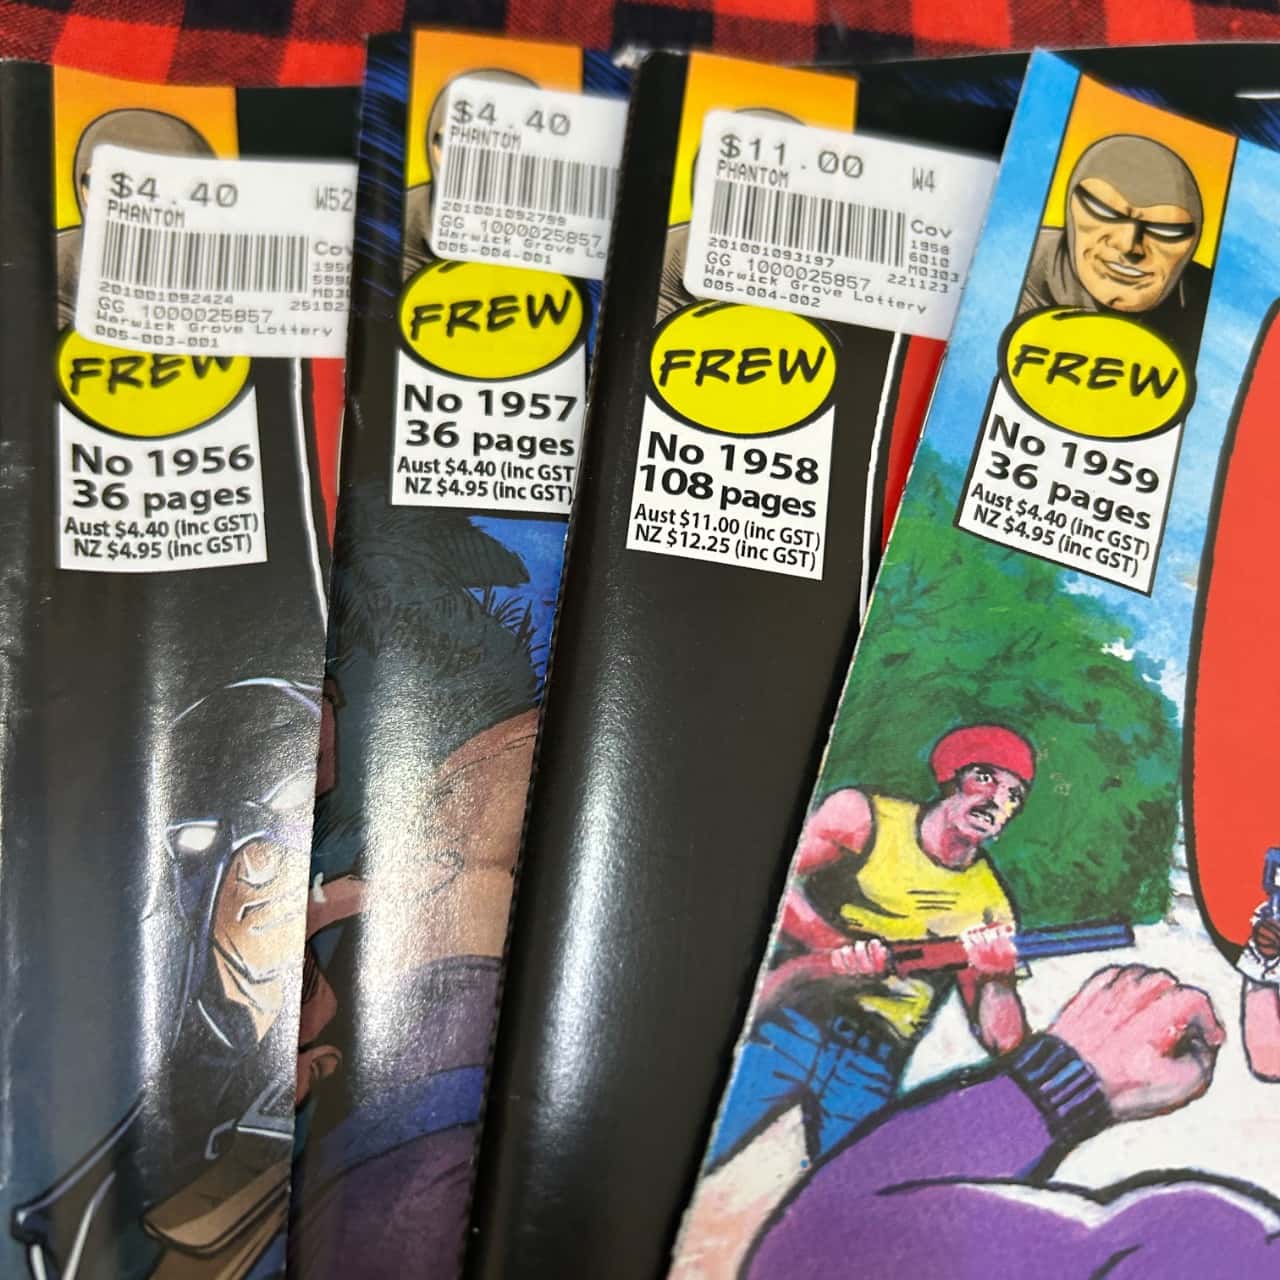 $4.40 W52
PHANTOM
Cov
201001092424
GG 1000025857
Warwick Grove Lottery
005-003-001
FREW
No 1956
36 pages
Aust $4.40 (inc GST)
NZ $4.95 (inc GST)
$4.40
PHANTOM
201001092799
GG 1000025857
Warwick Grove Lo
005-004-001
FREW
No 1957
36 pages
Aust $4.40 (inc GST
NZ $4.95 (inc GST)
$11.00 W4
PHANTOM
Cov
1958
6010
201001093197 M0303
GG 1000025857 221123
Warwick Grove Lottery
005-004-002
FREW
No 1958
108 pages
Aust $11.00 (inc GST)
NZ $12.25 (inc GST)
FREW
No 1959
36 pages
Aust $4.40 (inc GST)
NZ $4.95 (inc GST)